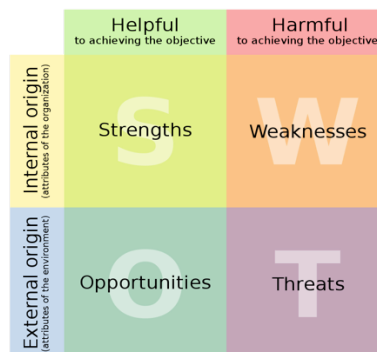 Helpful
to achieving the objective
Harmful
to achieving the objective
Internal origin
(attributes of the organization)
S
Strengths
W
Weaknesses
External origin
(attributes of the environment)
O
Opportunities
T
Threats